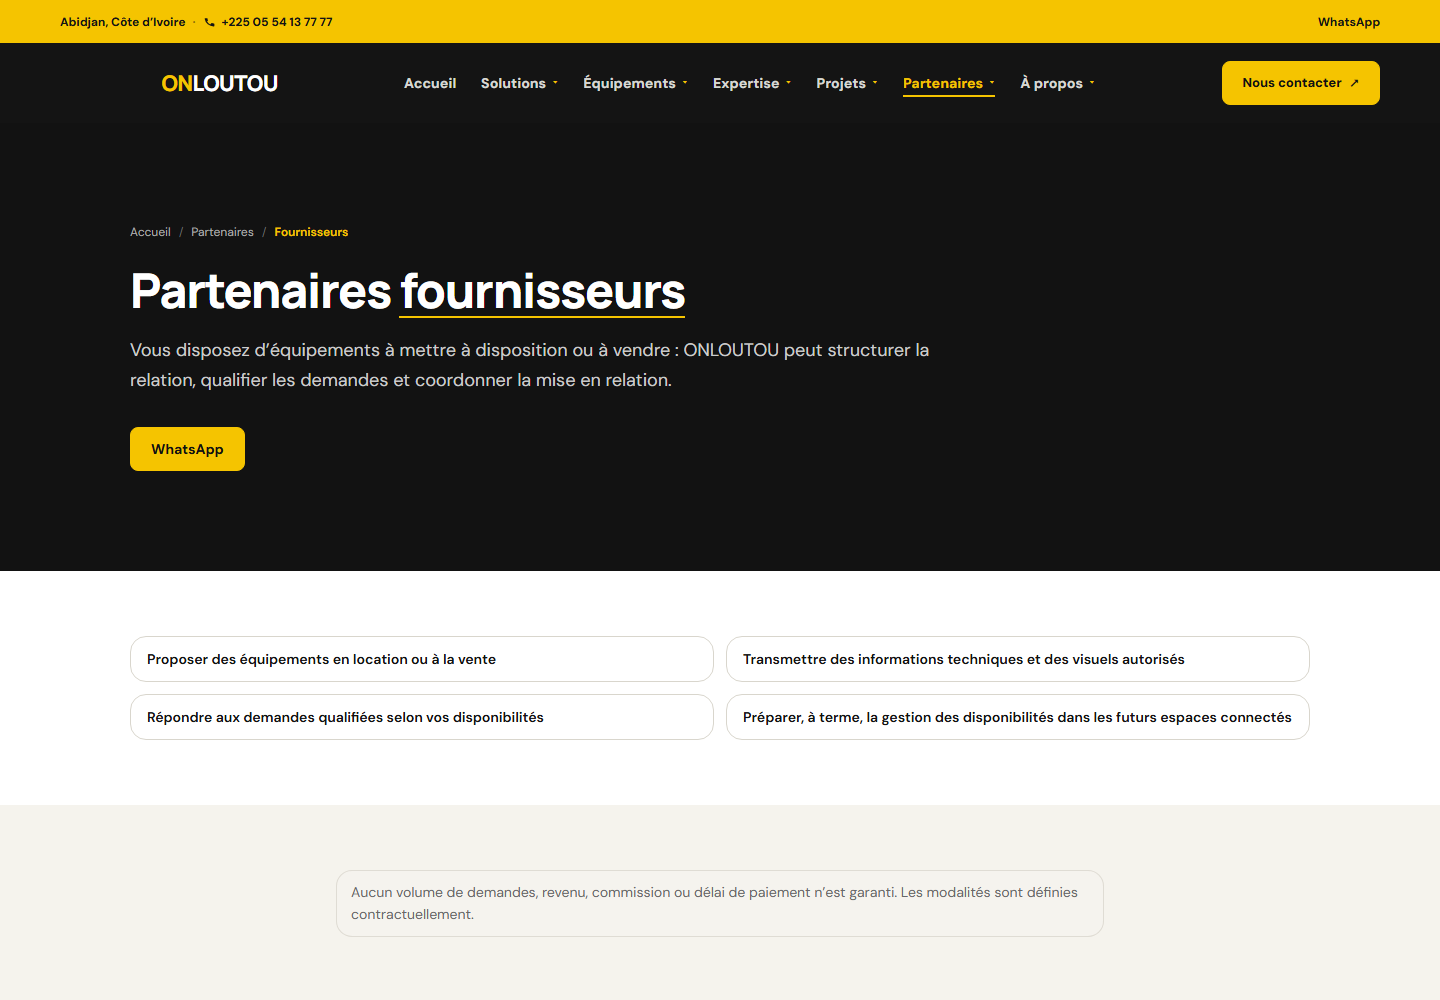 Abidjan, Côte d’Ivoire · +225 05 54 13 77 77
WhatsApp
ONLOUTOU
Accueil
Solutions
Équipements
Expertise
Projets
Partenaires
À propos
Nous contacter ↗
Accueil / Partenaires / Fournisseurs
Partenaires fournisseurs
Vous disposez d’équipements à mettre à disposition ou à vendre : ONLOUTOU peut structurer la
relation, qualifier les demandes et coordonner la mise en relation.
WhatsApp
Proposer des équipements en location ou à la vente
Transmettre des informations techniques et des visuels autorisés
Répondre aux demandes qualifiées selon vos disponibilités
Préparer, à terme, la gestion des disponibilités dans les futurs espaces connectés
Aucun volume de demandes, revenu, commission ou délai de paiement n’est garanti. Les modalités sont définies
contractuellement.